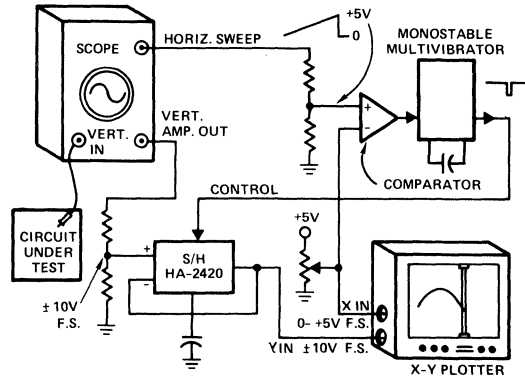 SCOPE
HORIZ. SWEEP
+5V
0
MONOSTABLE
MULTIVIBRATOR
VERT.
IN
VERT.
AMP. OUT
+
−
COMPARATOR
CONTROL
CIRCUIT
UNDER
TEST
± 10V
F.S.
+
−
S/H
HA-2420
+5V
X IN
0– +5V F.S.
Y.IN ± 10V F.S.
X-Y PLOTTER